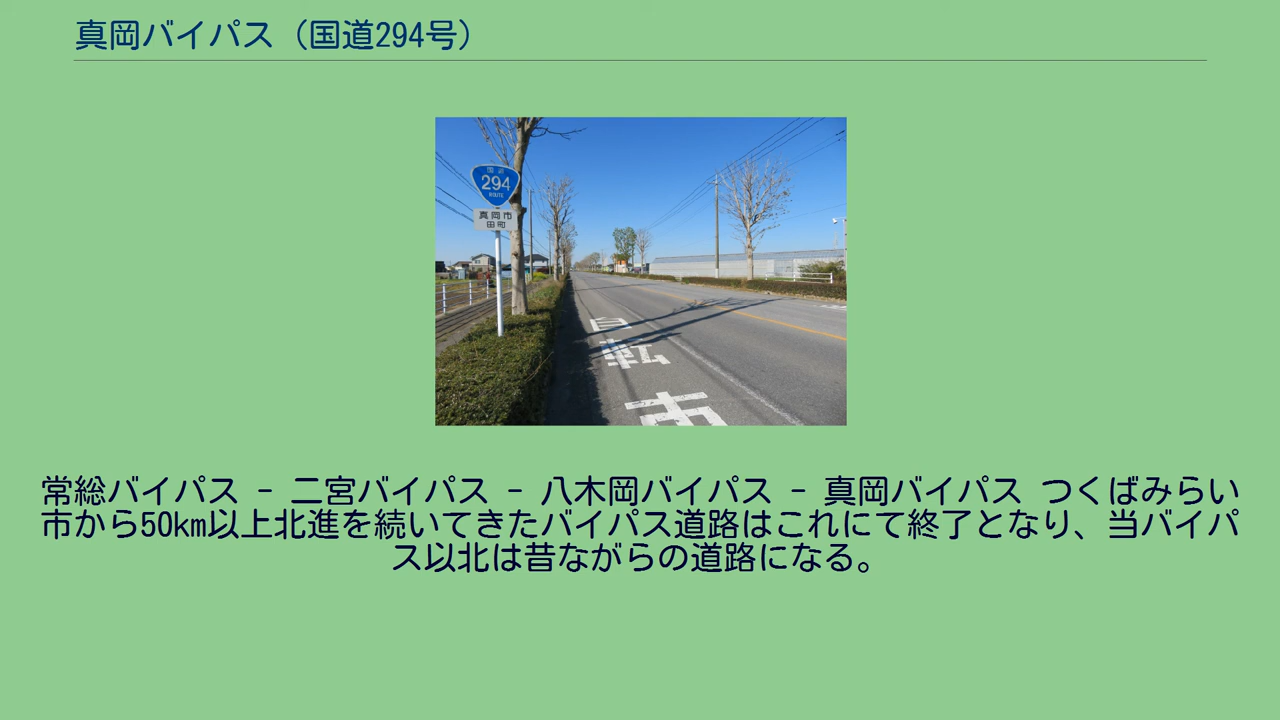 真岡バイパス（国道294号）
国道
294
ROUTE
真岡市
田町
自
転
常総バイパス - 二宮バイパス - 八木岡バイパス - 真岡バイパス つくばみらい
市から50km以上北進を続いてきたバイパス道路はこれにて終了となり、当バイパ
ス以北は昔ながらの道路になる。